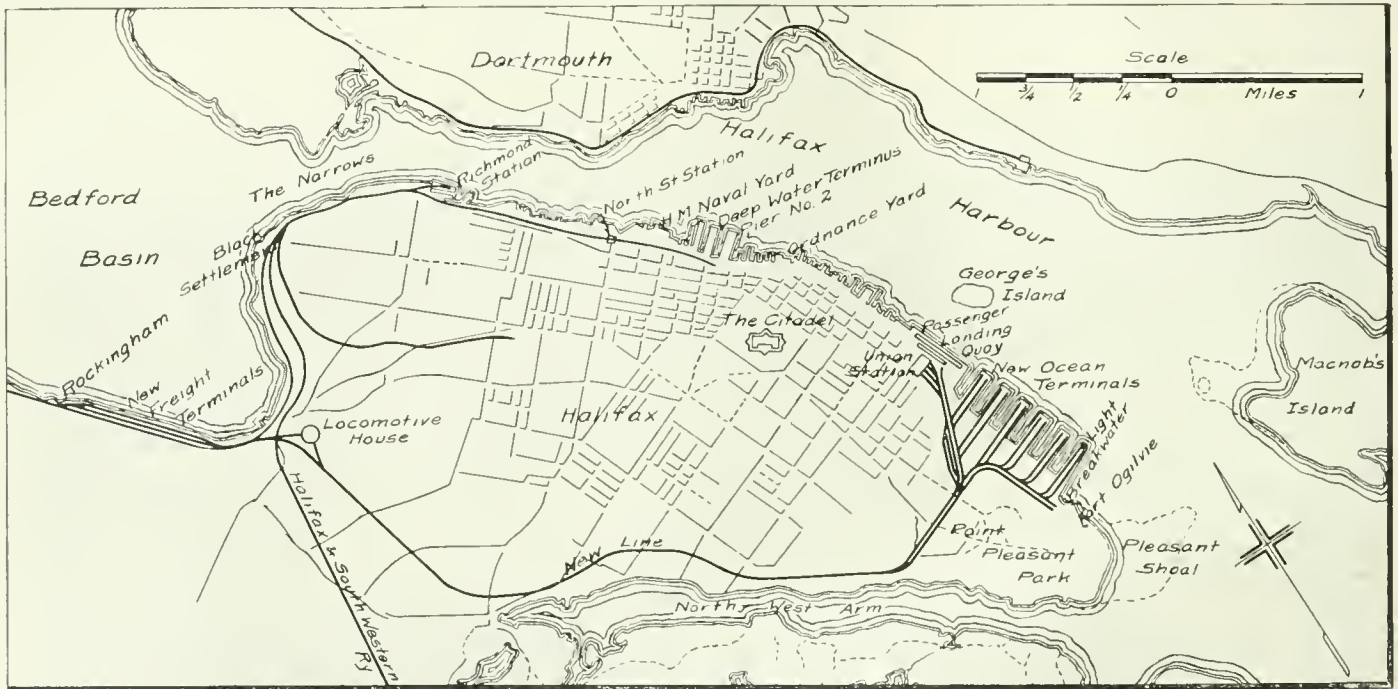 Dartmouth
Scale
1 3/4 1/2 1/4 0 Miles 1
Halifax
Harbour
The Narrows
Bedford
Basin
Richmond
Station
North St Station
H M Naval Yard
Deep Water Terminus
Pier No. 2
Ordnance Yard
George's
Island
Black
Settlement
Rockingham
New
Freight
Terminals
Locomotive
House
The Citadel
Halifax
Passenger
Landing
Quay
Union
Station
New Ocean
Terminals
Light
Breakwater
Fort Ogilvie
Macnab's
Island
Halifax & South Western
Ry
New Line
North West Arm
Point
Pleasant
Park
Pleasant
Shoal